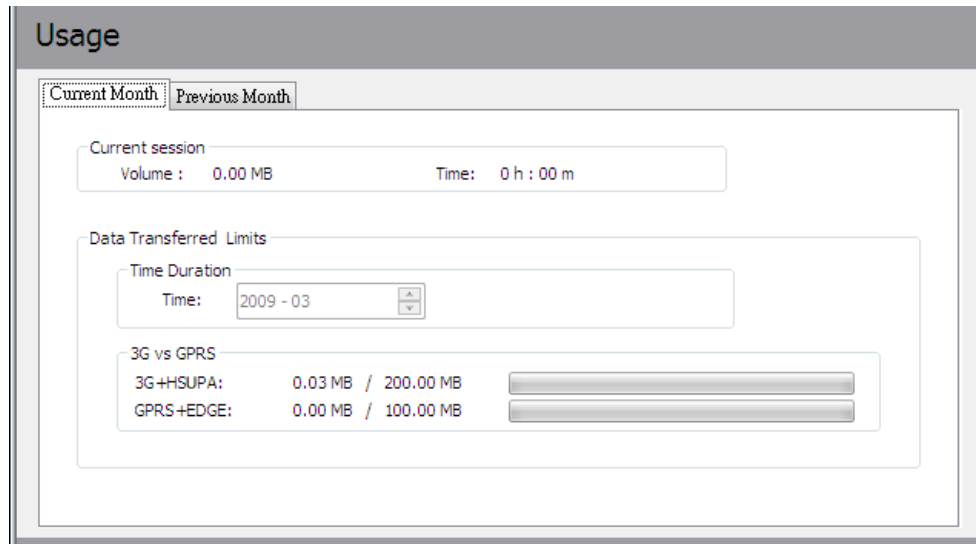 Usage
Current Month Previous Month
Current session
Volume : 0.00 MB Time: 0 h : 00 m
Data Transferred Limits
Time Duration
Time: 2009 - 03
3G vs GPRS
3G+HSUPA: 0.03 MB / 200.00 MB
GPRS+EDGE: 0.00 MB / 100.00 MB